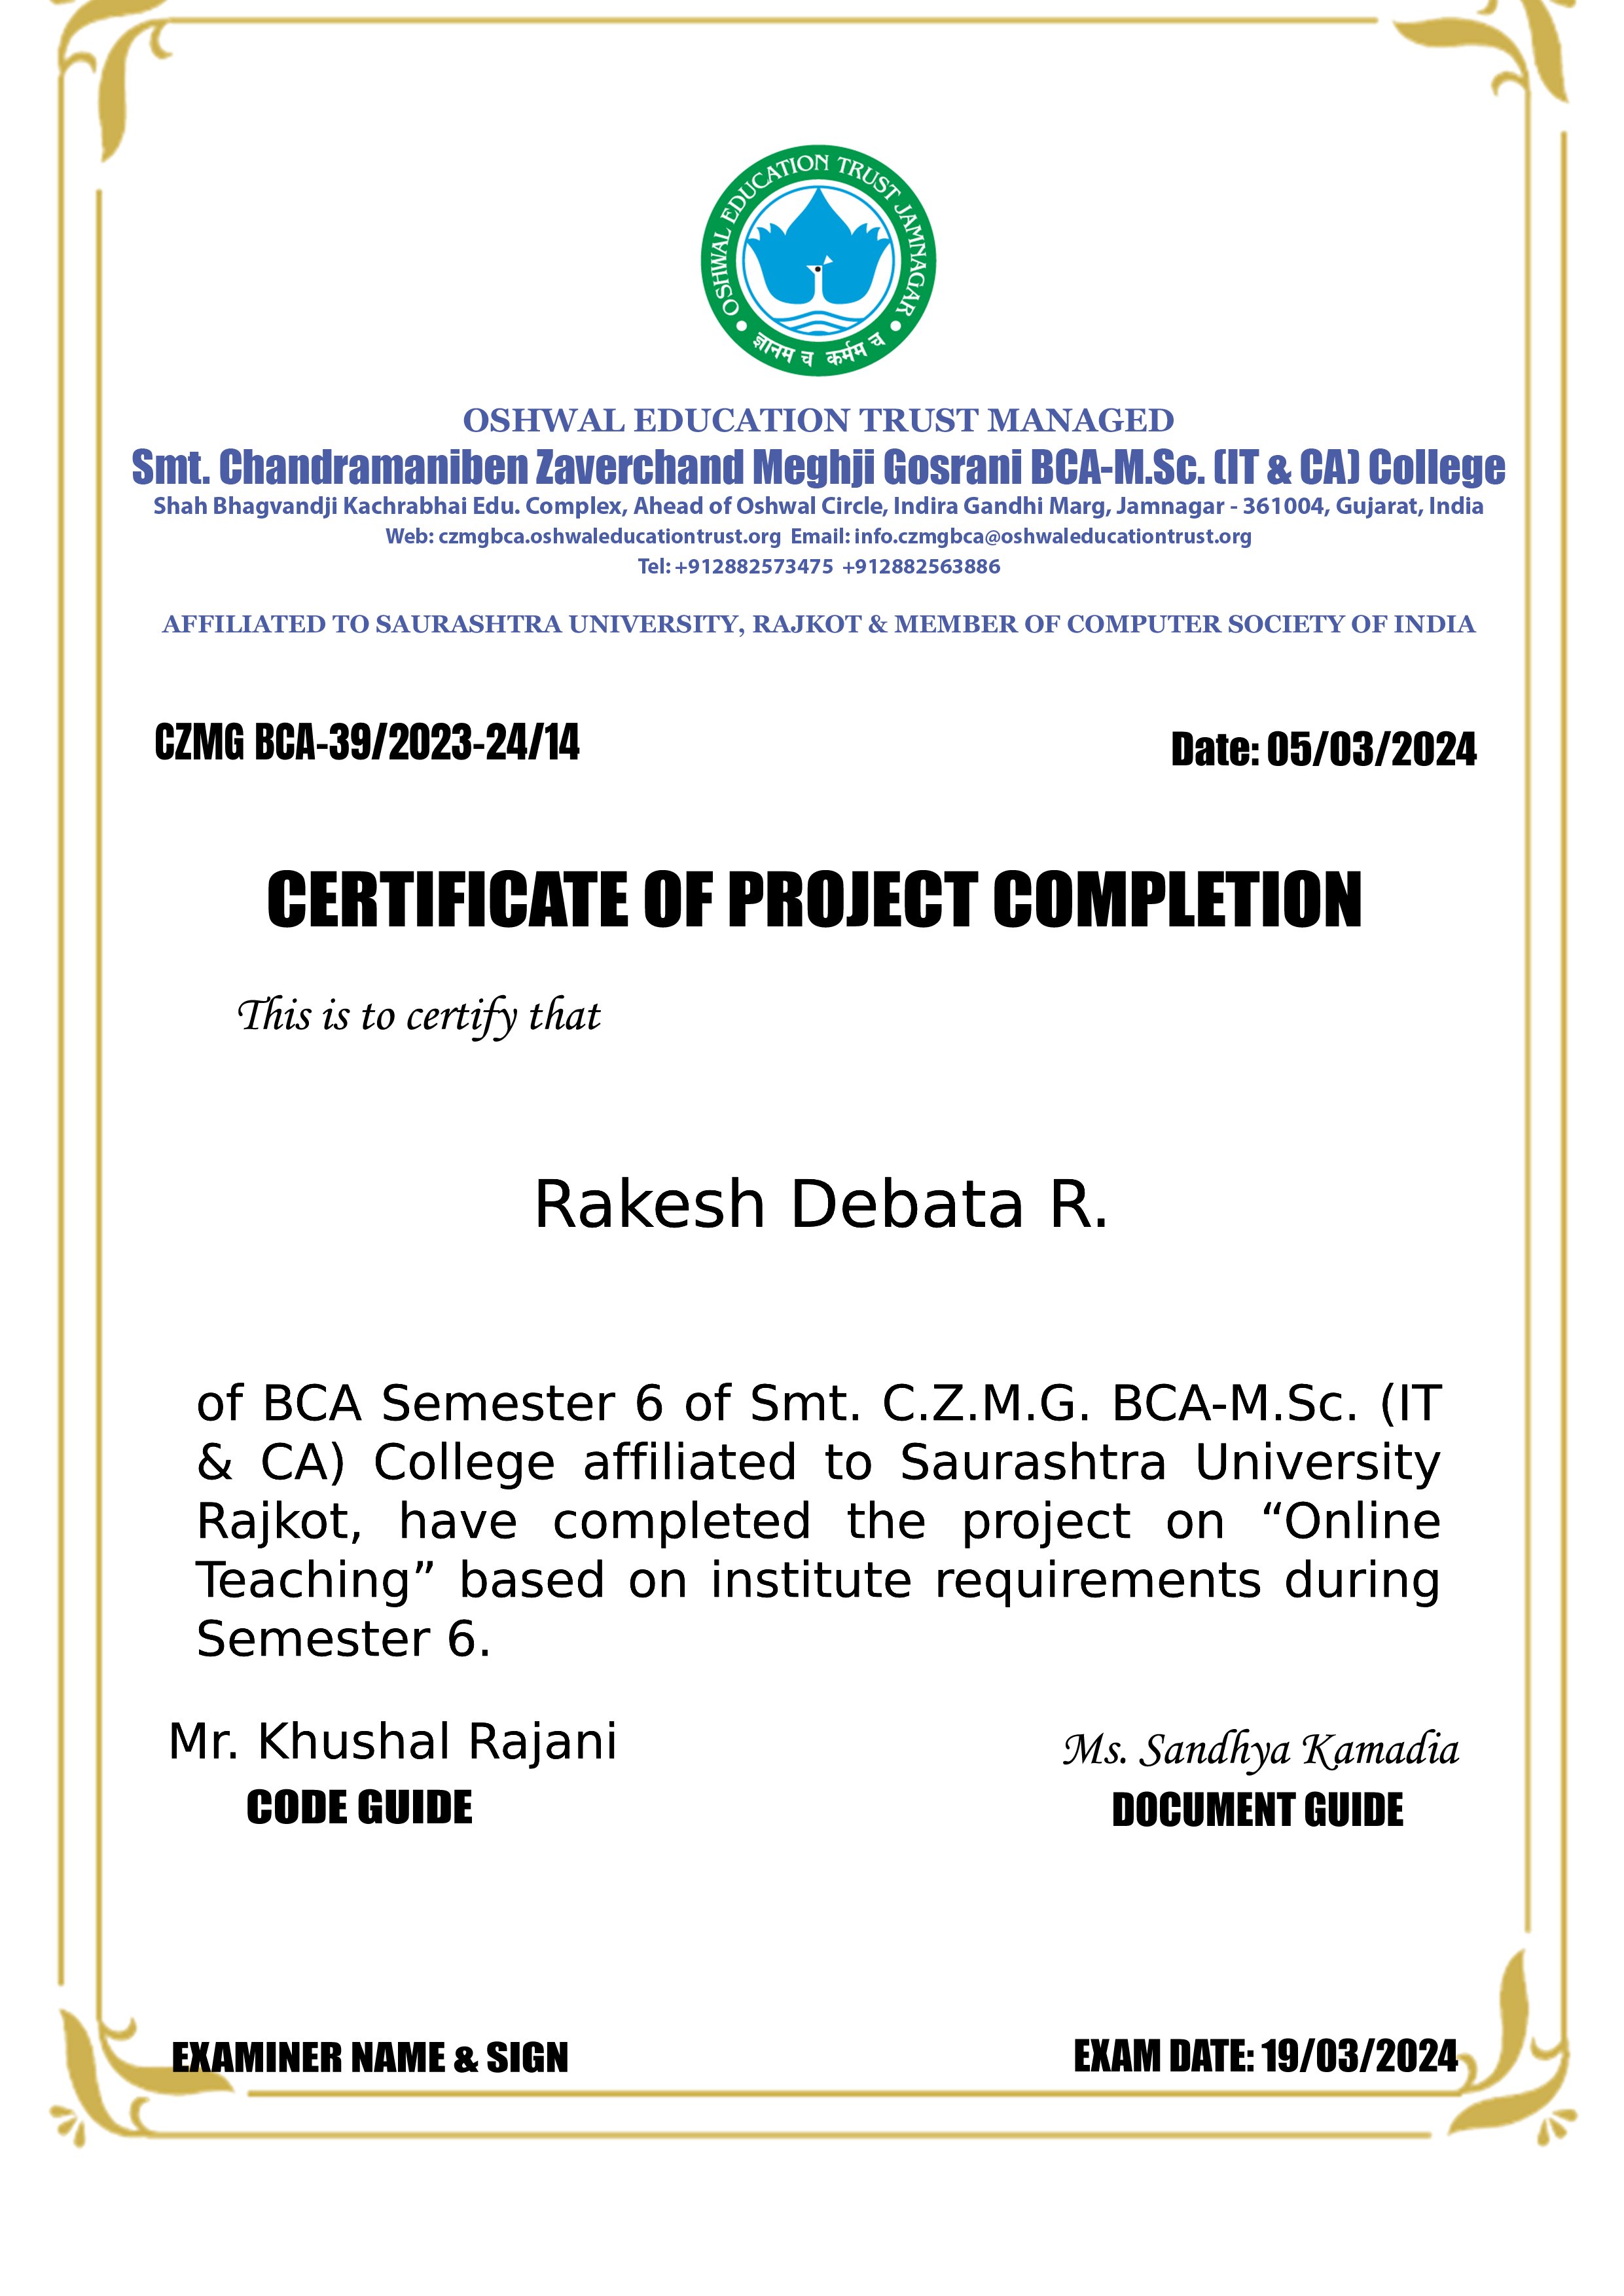 OSHWAL EDUCATION TRUST JAMNAGAR
ज्ञानम च कर्मम च
OSHWAL EDUCATION TRUST MANAGED
Smt. Chandramaniben Zaverchand Meghji Gosrani BCA-M.Sc. (IT & CA) College
Shah Bhagvandji Kachrabhai Edu. Complex, Ahead of Oshwal Circle, Indira Gandhi Marg, Jamnagar - 361004, Gujarat, India
Web: czmgbca.oshwaleducationtrust.org Email: info.czmgbca@oshwaleducationtrust.org
Tel: +912882573475 +912882563886
AFFILIATED TO SAURASHTRA UNIVERSITY, RAJKOT & MEMBER OF COMPUTER SOCIETY OF INDIA
CZMG BCA-39/2023-24/14
Date: 05/03/2024
CERTIFICATE OF PROJECT COMPLETION
This is to certify that
Rakesh Debata R.
of BCA Semester 6 of Smt. C.Z.M.G. BCA-M.Sc. (IT
& CA) College affiliated to Saurashtra University
Rajkot, have completed the project on “Online
Teaching” based on institute requirements during
Semester 6.
Mr. Khushal Rajani
CODE GUIDE
Ms. Sandhya Kamadia
DOCUMENT GUIDE
EXAMINER NAME & SIGN
EXAM DATE: 19/03/2024